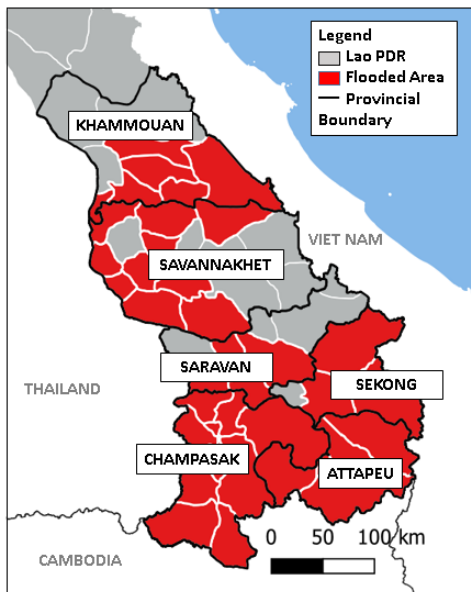 Legend
Lao PDR
Flooded Area
Provincial
Boundary
KHAMMOUAN
VIET NAM
SAVANNAKHET
SARAVAN
THAILAND
SEKONG
CHAMPASAK
ATTAPEU
0 50 100 km
CAMBODIA